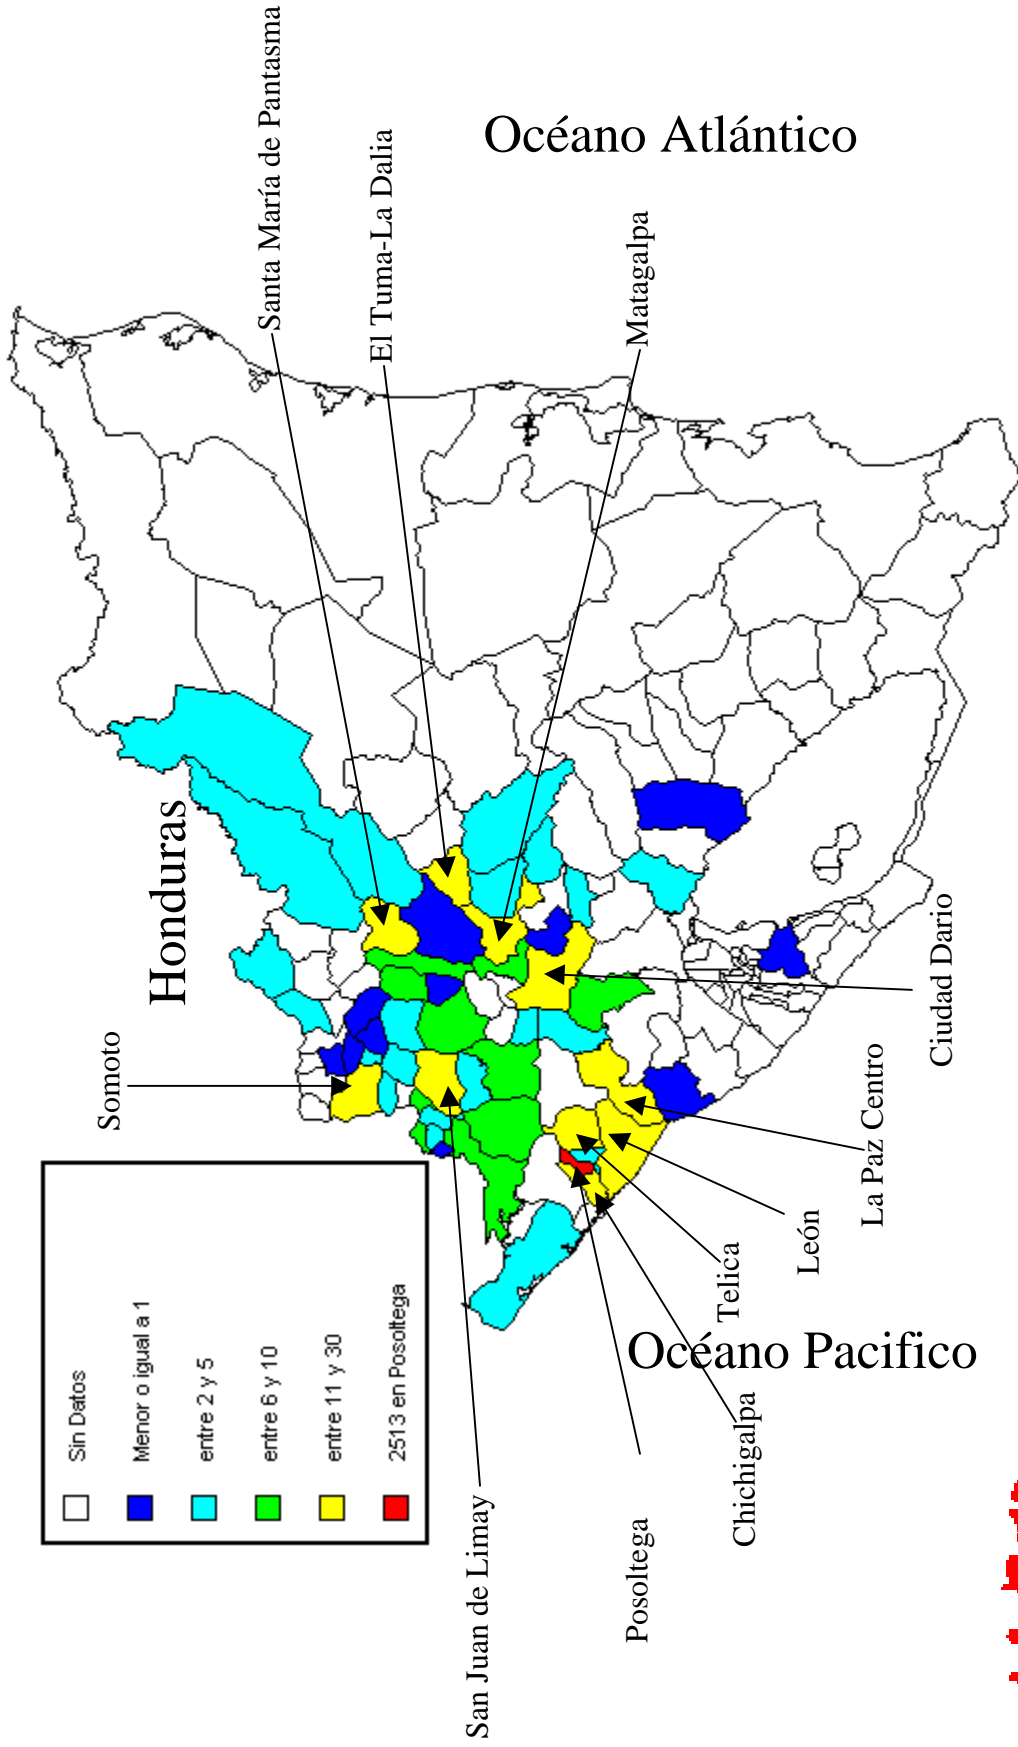 Sin Datos
Menor o igual a 1
entre 2 y 5
entre 6 y 10
entre 11 y 30
2513 en Posoltega
Somoto
Honduras
Santa María de Pantasma
El Tuma-La Dalia
Océano Atlántico
Matagalpa
San Juan de Limay
Posoltega
Chichigalpa
Telica
León
La Paz Centro
Ciudad Dario
Océano Pacifico